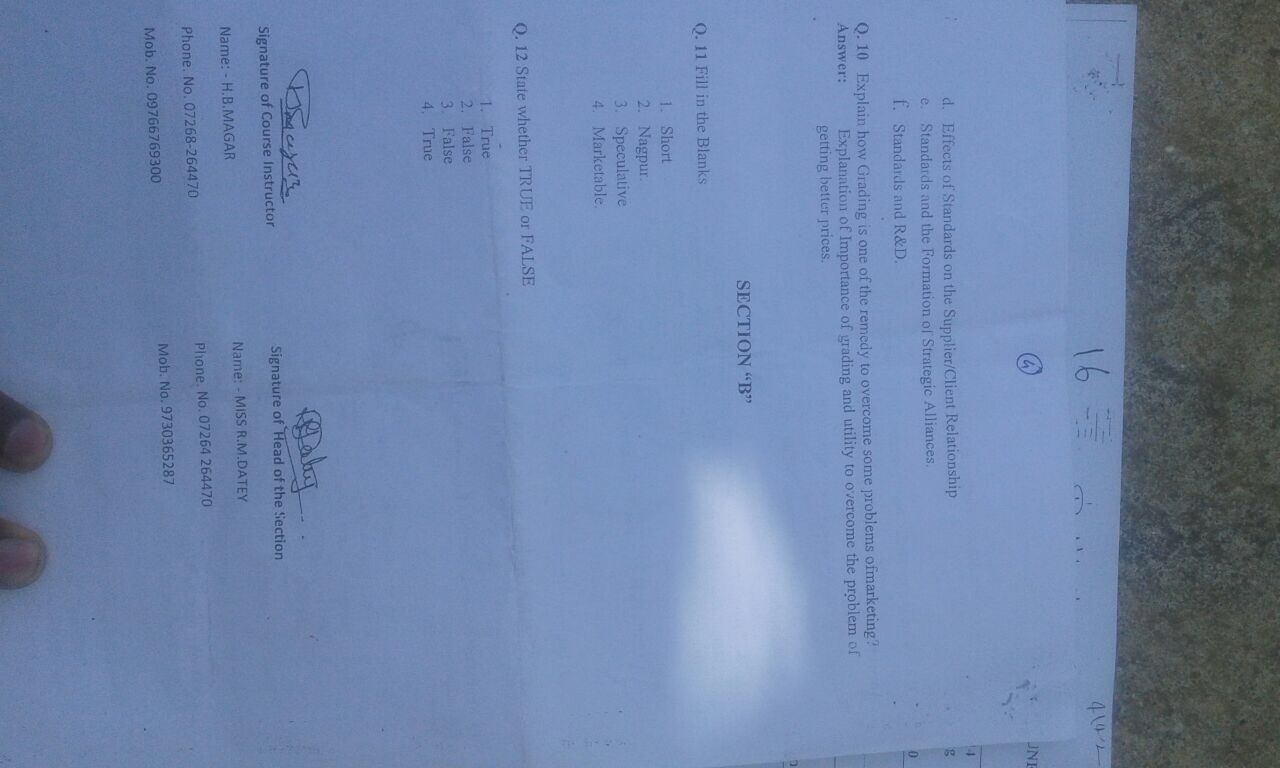 16
4
d. Effects of Standards on the Supplier/Client Relationship
e. Standards and the Formation of Strategic Alliances.
f. Standards and R&D.
Q. 10 Explain how Grading is one of the remedy to overcome some problems ofmarketing?
Answer: Explanation of Importance of grading and utility to overcome the problem of
getting better prices.
SECTION “B”
Q. 11 Fill in the Blanks
1. Short
2. Nagpur.
3. Speculative
4. Marketable.
Q. 12 State whether TRUE or FALSE
1. True
2. False
3. False
4. True
Signature of Course Instructor
Name: - H.B.MAGAR
Phone. No. 07268-264470
Mob. No. 09766769300
Signature of Head of the Section
Name: - MISS R.M.DATEY
Phone. No. 07264 264470
Mob. No. 9730365287